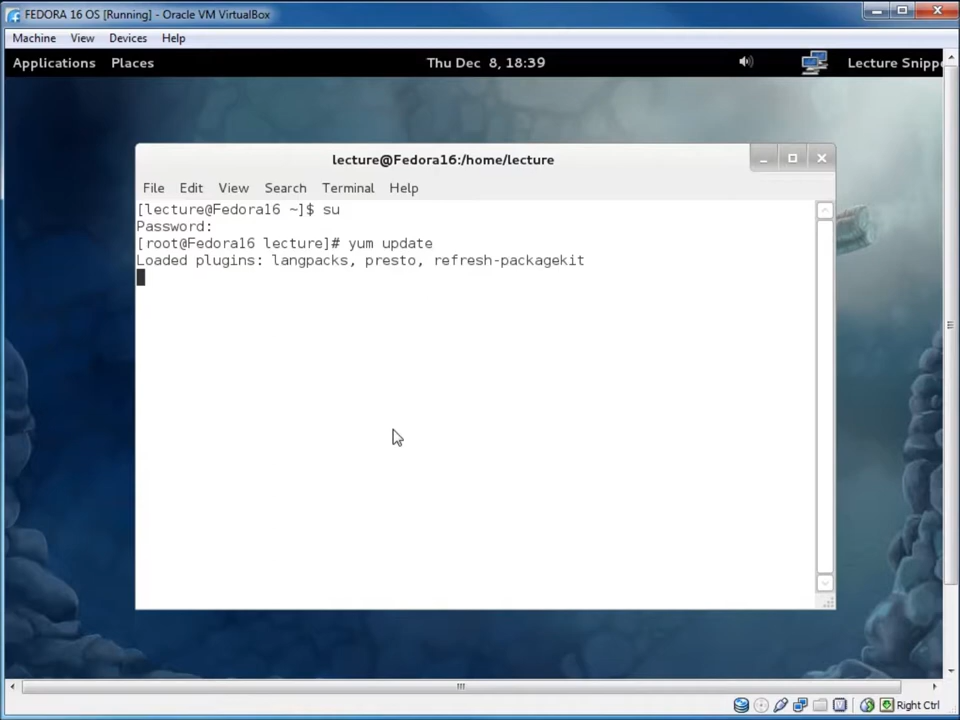 FEDORA 16 OS [Running] - Oracle VM VirtualBox
Machine View Devices Help
Applications Places Thu Dec 8, 18:39 Lecture Snippe
lecture@Fedora16:/home/lecture
File Edit View Search Terminal Help
[lecture@Fedora16 ~]$ su
Password:
[root@Fedora16 lecture]# yum update
Loaded plugins: langpacks, presto, refresh-packagekit
Right Ctrl